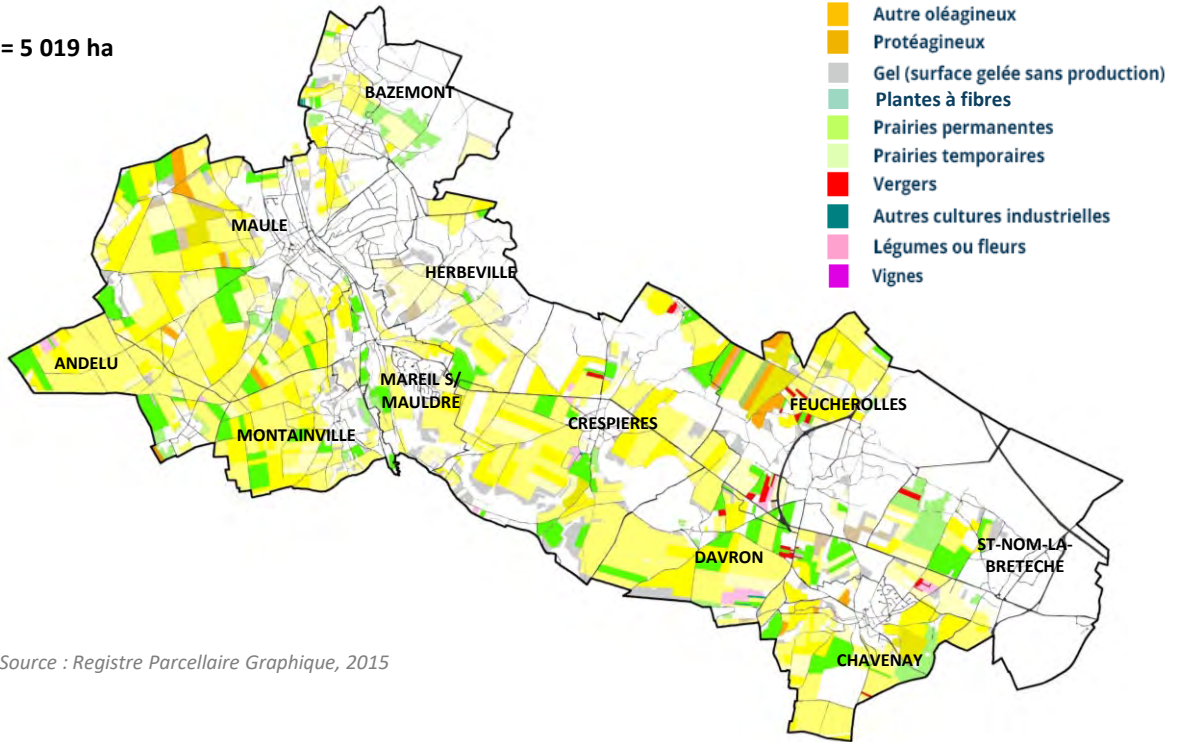 = 5 019 ha
Autre oléagineux
Protéagineux
Gel (surface gelée sans production)
Plantes à fibres
Prairies permanentes
Prairies temporaires
Vergers
Autres cultures industrielles
Légumes ou fleurs
Vignes
BAZEMONT
MAULE
HERBEVILLE
ANDELU
MAREIL S/
MAULDRE
MONTAINVILLE
CRESPIERES
FEUCHEROLLES
DAVRON
ST-NOM-LA-
BRETECHE
CHAVENAY
Source : Registre Parcellaire Graphique, 2015